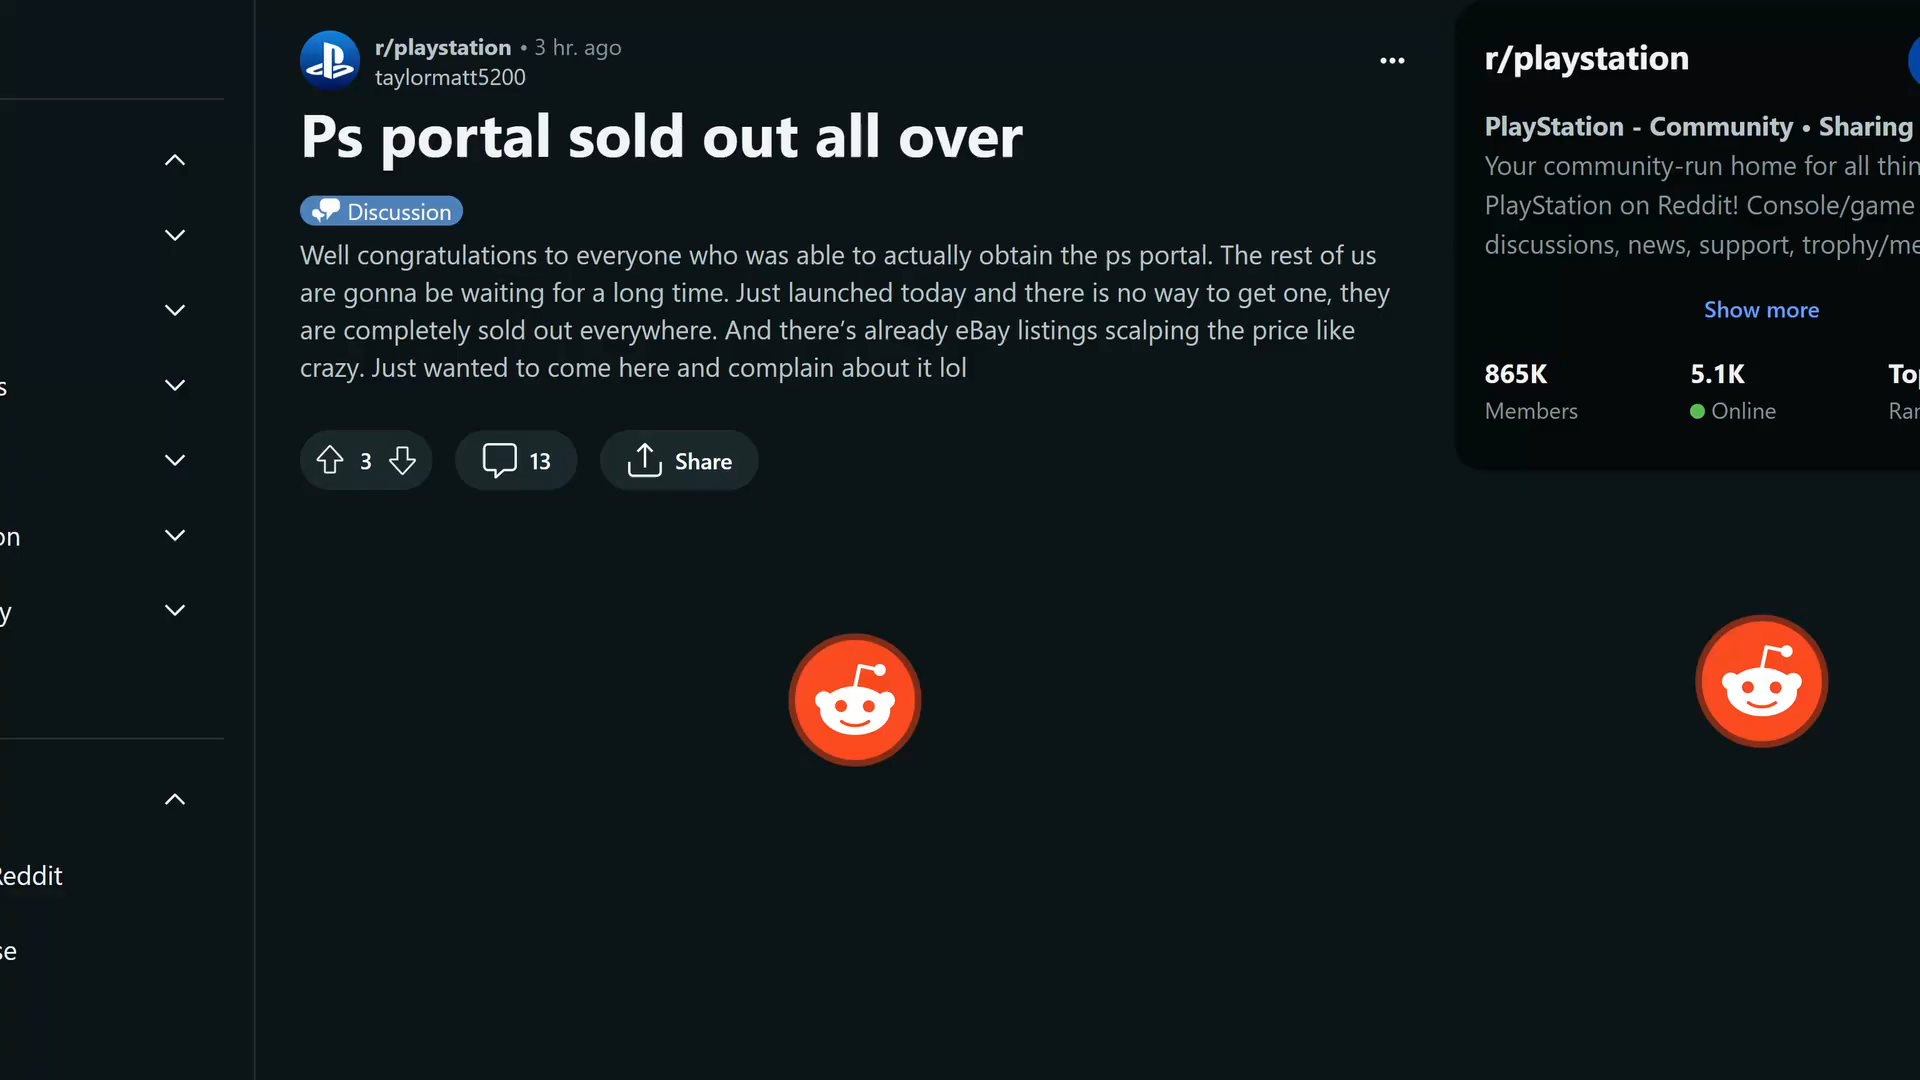 r/playstation • 3 hr. ago
taylormatt5200
Ps portal sold out all over
Discussion
Well congratulations to everyone who was able to actually obtain the ps portal. The rest of us
are gonna be waiting for a long time. Just launched today and there is no way to get one, they
are completely sold out everywhere. And there’s already eBay listings scalping the price like
crazy. Just wanted to come here and complain about it lol
3
13
Share
r/playstation
PlayStation - Community • Sharing
Your community-run home for all thin
PlayStation on Reddit! Console/game
discussions, news, support, trophy/me
Show more
865K
Members
5.1K
Online
To
Ran
s
on
y
Reddit
se